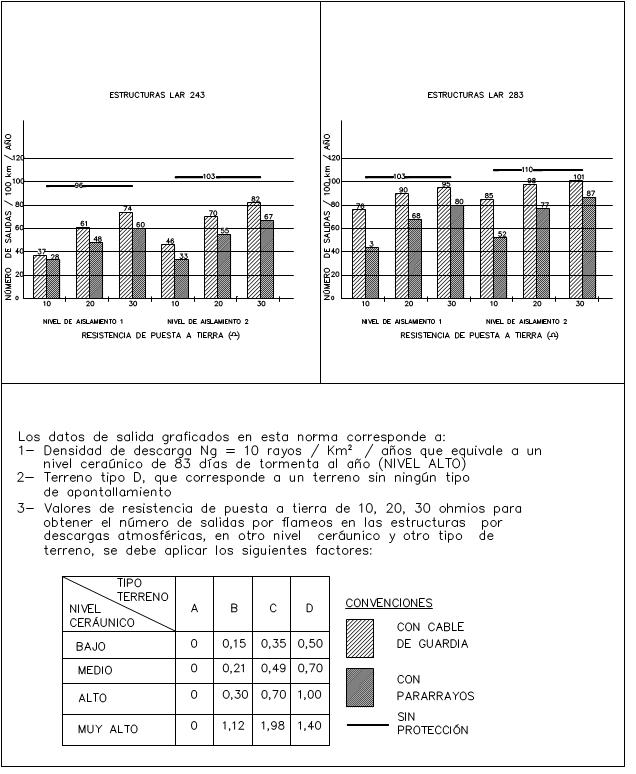 ESTRUCTURAS LAR 243
NÚMERO DE SALIDAS / 100 km / AÑO
120
100
80
60
40
20
0
96
103
37
28
61
48
74
60
46
33
70
55
82
67
10 20 30 10 20 30
NIVEL DE AISLAMIENTO 1 NIVEL DE AISLAMIENTO 2
RESISTENCIA DE PUESTA A TIERRA (Ω)
ESTRUCTURAS LAR 283
NÚMERO DE SALIDAS / 100 km / AÑO
120
100
80
60
40
20
0
103
110
76
3
90
68
95
80
85
52
98
77
101
87
10 20 30 10 20 30
NIVEL DE AISLAMIENTO 1 NIVEL DE AISLAMIENTO 2
RESISTENCIA DE PUESTA A TIERRA (Ω)
Los datos de salida graficados en esta norma corresponde a:
1– Densidad de descarga Ng = 10 rayos / Km² / años que equivale a un
nivel ceraúnico de 83 días de tormenta al año (NIVEL ALTO)
2– Terreno tipo D, que corresponde a un terreno sin ningún tipo
de apantallamiento
3– Valores de resistencia de puesta a tierra de 10, 20, 30 ohmios para
obtener el número de salidas por flameos en las estructuras por
descargas atmosféricas, en otro nivel ceráunico y otro tipo de
terreno, se debe aplicar los siguientes factores:
TIPO
TERRENO
NIVEL
CERÁUNICO
A B C D
BAJO 0 0,15 0,35 0,50
MEDIO 0 0,21 0,49 0,70
ALTO 0 0,30 0,70 1,00
MUY ALTO 0 1,12 1,98 1,40
CONVENCIONES
CON CABLE
DE GUARDIA
CON
PARARRAYOS
SIN
PROTECCIÓN